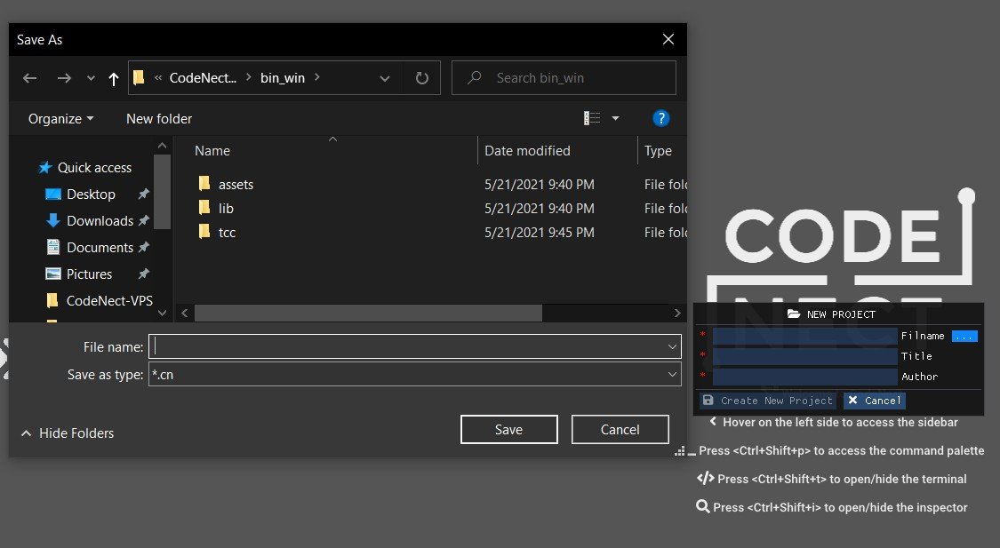 Save As
« CodeNect... > bin_win >
Search bin_win
Organize
New folder
?
Name
Date modified
Type
Quick access
Desktop
Downloads
Documents
Pictures
CodeNect-VPS
assets 5/21/2021 9:40 PM File fold
lib 5/21/2021 9:40 PM File fold
tcc 5/21/2021 9:45 PM File fold
File name:
Save as type: *.cn
Hide Folders
Save
Cancel
CODE
NECT
NEW PROJECT
* Filname ...
* Title
* Author
Create New Project
Cancel
Hover on the left side to access the sidebar
Press <Ctrl+Shift+p> to access the command palette
Press <Ctrl+Shift+t> to open/hide the terminal
Press <Ctrl+Shift+i> to open/hide the inspector